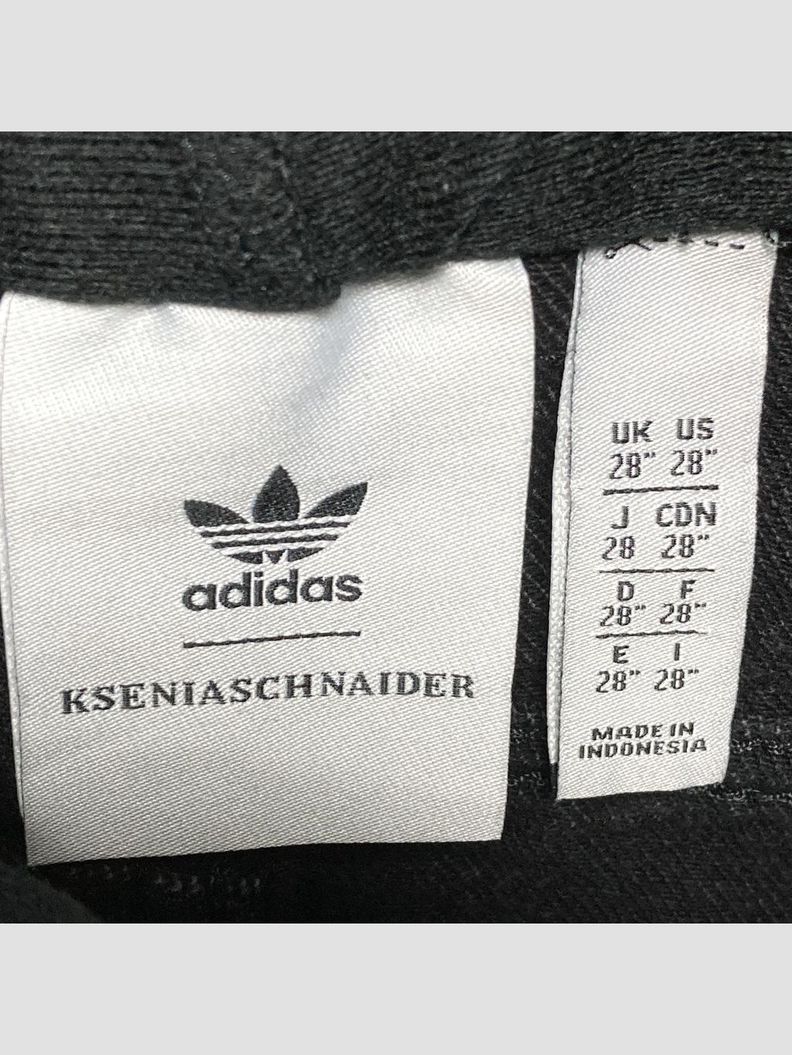 adidas
KSENIASCHNAIDER
UK US
28" 28"
J CDN
28 28"
D F
28" 28"
E I
28" 28"
MADE IN
INDONESIA